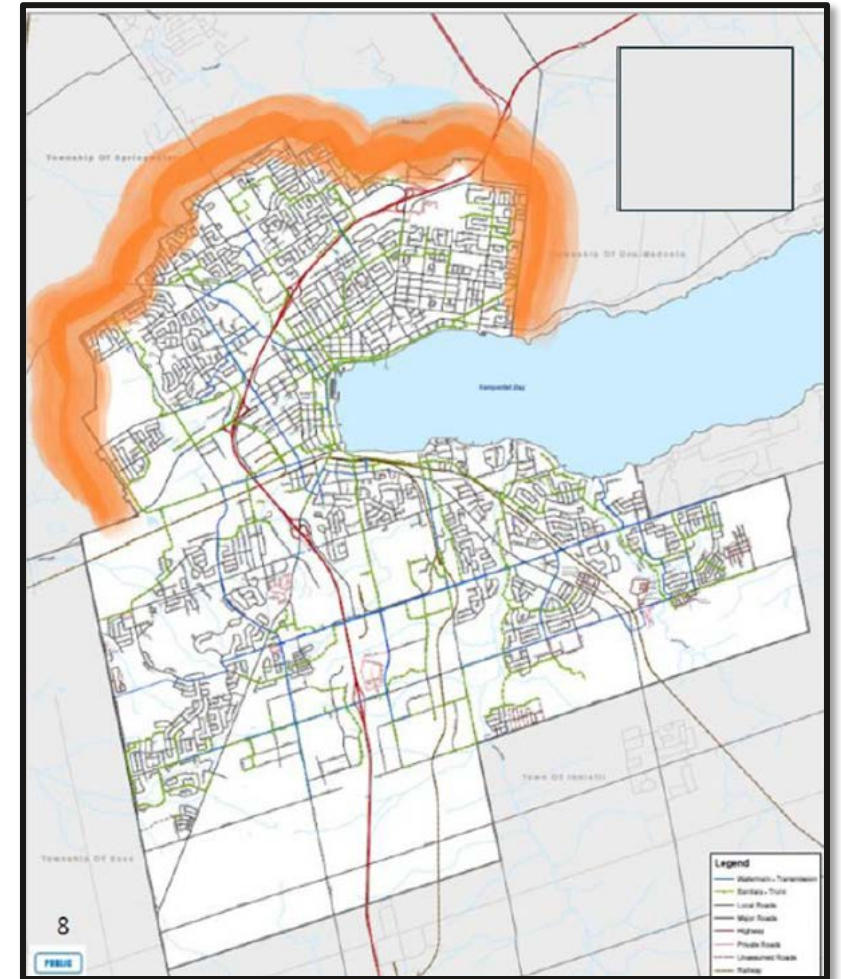 Township Of Springwater
Township Of Oro-Medonte
Kempenfelt Bay
Town Of Innisfil
Township Of Essa
Legend
Watermain - Transmission
Sanitary - Trunk
Local Roads
Major Roads
Highway
Private Roads
Unassumed Roads
Railway
8
PUBLIC